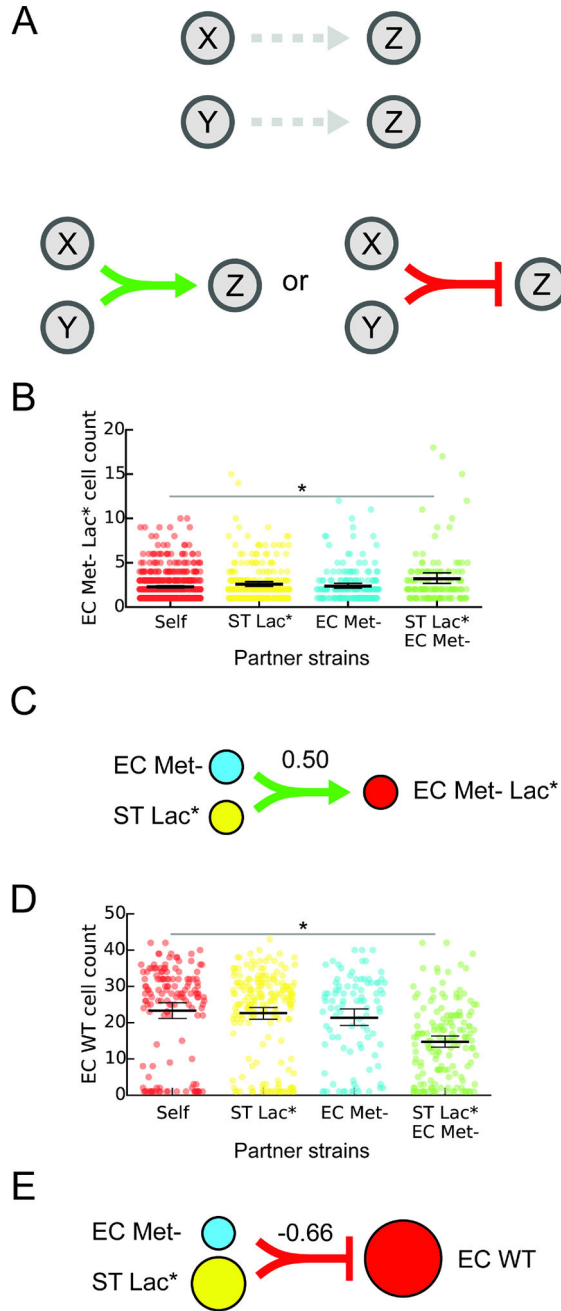 A
X Z
Y Z
X X
Z or Z
Y Y
B
EC Met- Lac* cell count
20
15
10
5
0
*
Self ST Lac* EC Met- ST Lac*
EC Met-
Partner strains
C
0.50
EC Met-
EC Met- Lac*
ST Lac*
D
EC WT cell count
50
40
30
20
10
0
*
Self ST Lac* EC Met- ST Lac*
EC Met-
Partner strains
E
EC Met- -0.66
EC WT
ST Lac*